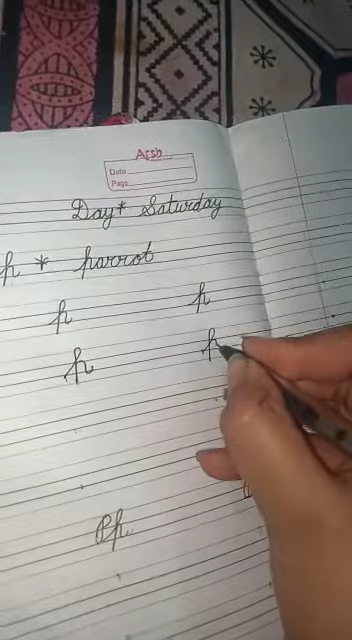 Arsh
Date
Page
Day* Saturday
p * parrot
p p
p p
Pp